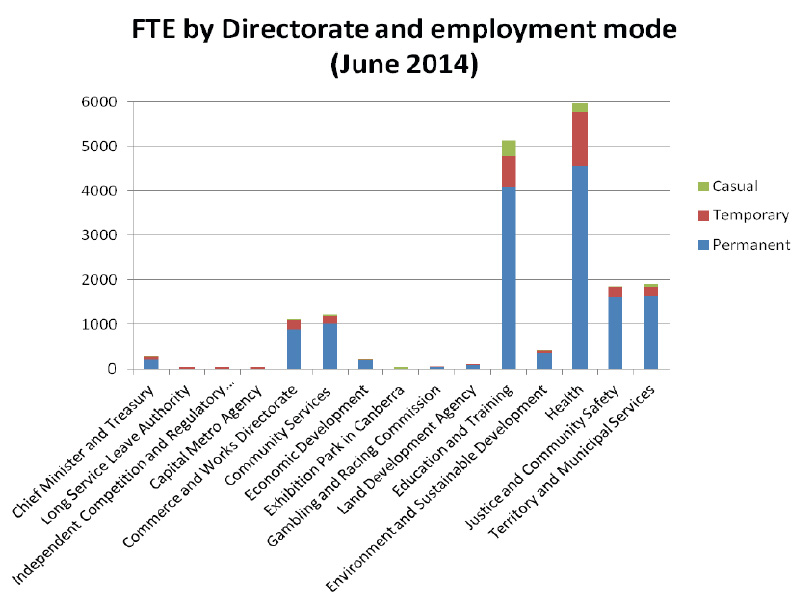 FTE by Directorate and employment mode
(June 2014)
6000
5000
4000
3000
2000
1000
0
Casual
Temporary
Permanent
Chief Minister and Treasury
Long Service Leave Authority
Independent Competition and Regulatory...
Capital Metro Agency
Commerce and Works Directorate
Community Services
Economic Development
Exhibition Park in Canberra
Gambling and Racing Commission
Land Development Agency
Education and Training
Environment and Sustainable Development
Health
Justice and Community Safety
Territory and Municipal Services